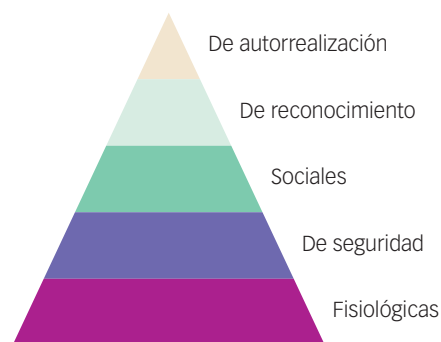 De autorrealización
De reconocimiento
Sociales
De seguridad
Fisiológicas